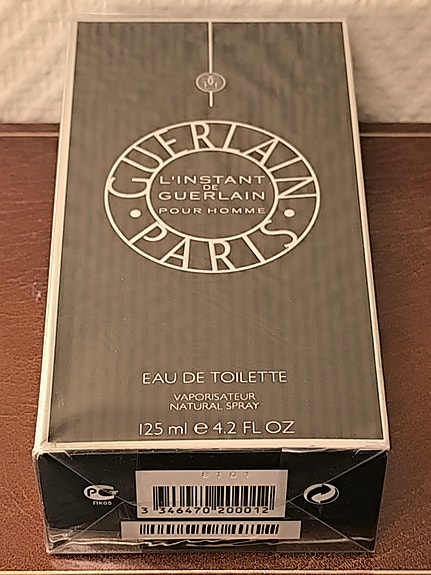 GUERLAIN
L'INSTANT
DE
GUERLAIN
POUR HOMME
PARIS
EAU DE TOILETTE
VAPORISATEUR
NATURAL SPRAY
125 ml e 4.2 FL OZ
ПК05
3 346470 200012